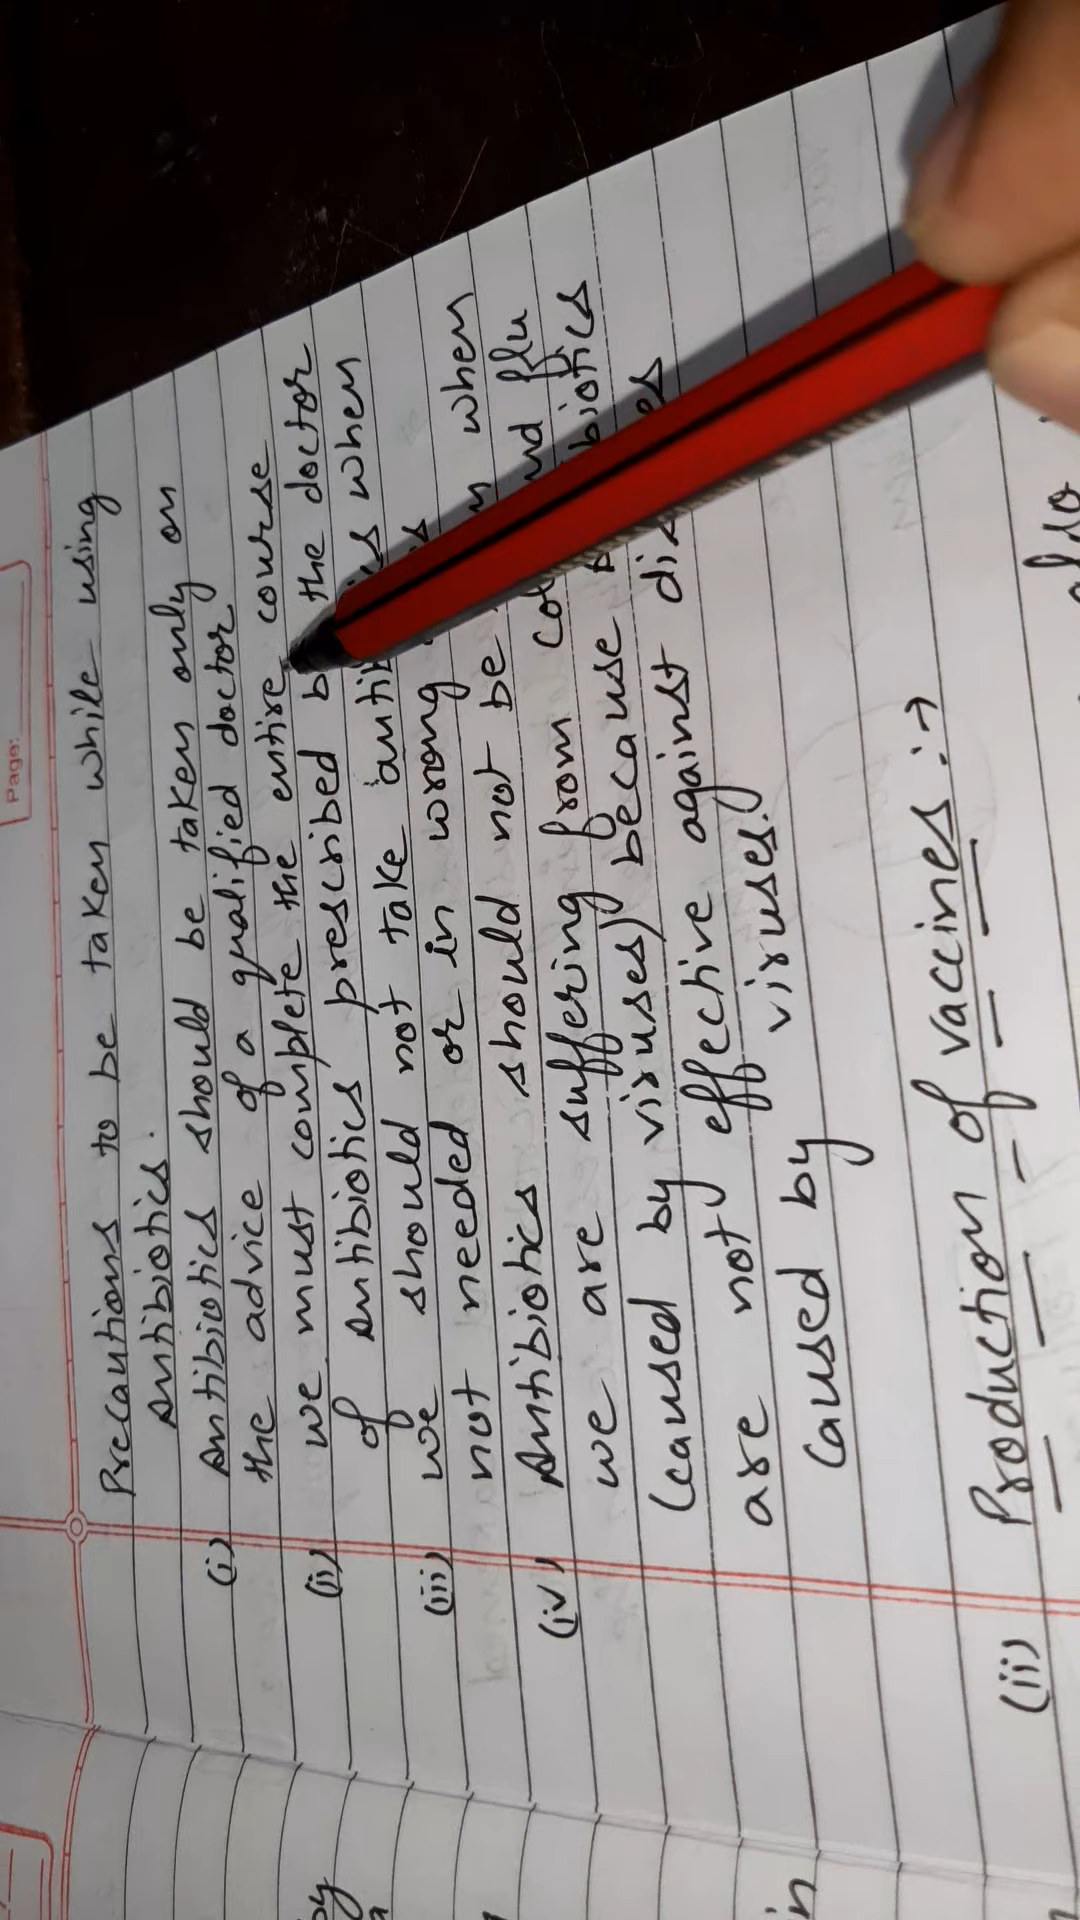 Page:
Precautions to be taken while using
Antibiotics.
(i) Antibiotics should be taken only on
the advice of a qualified doctor
(ii) we must complete the entire course
of Antibiotics prescribed the doctor
(iii) we should not take when
not needed or in wrong
(iv) Antibiotics should not be when
we are suffering from and flu
(caused by viruses) because
are not effective against
caused by viruses.
(ii) Production of vaccines :→
by
in